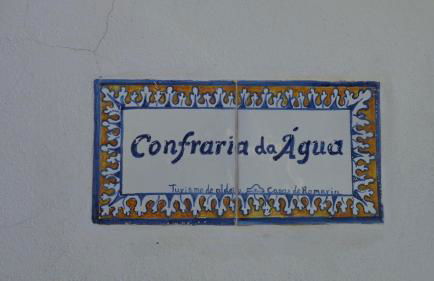 Confraria da Água
Turismo de aldeia Casas de Romaria